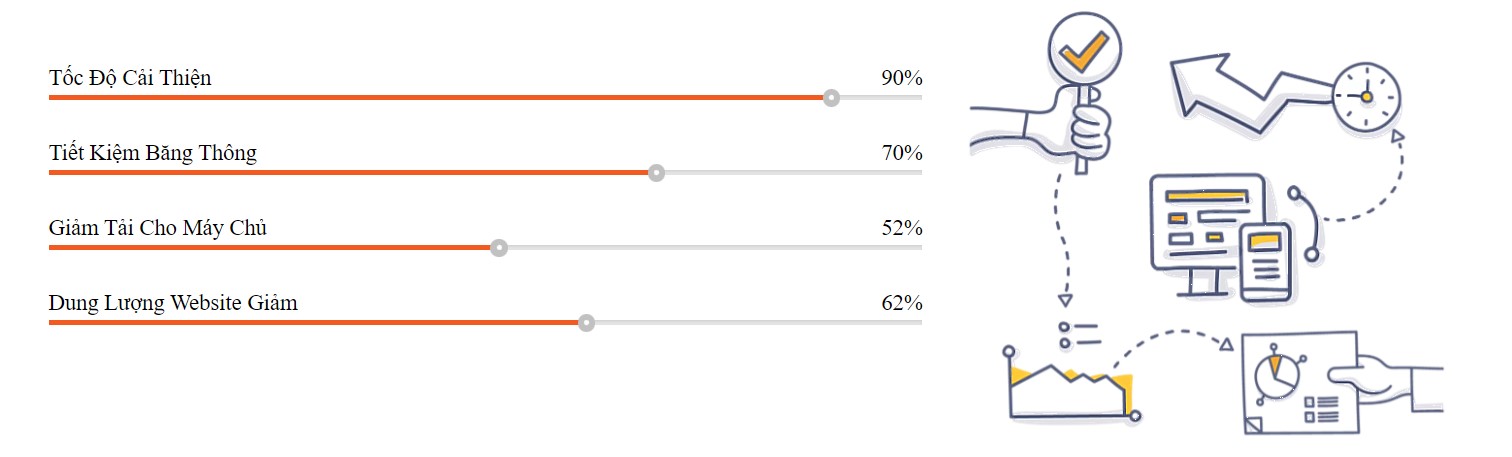 Tốc Độ Cải Thiện 90%
Tiết Kiệm Băng Thông 70%
Giảm Tải Cho Máy Chủ 52%
Dung Lượng Website Giảm 62%